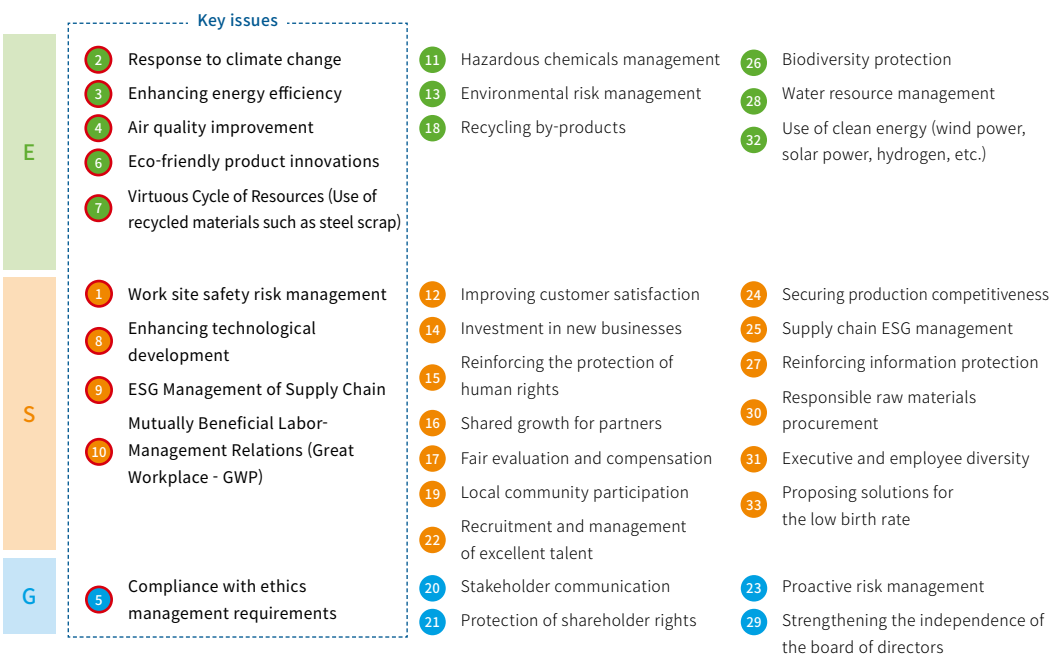 Key issues
E
2 Response to climate change
3 Enhancing energy efficiency
4 Air quality improvement
6 Eco-friendly product innovations
7 Virtuous Cycle of Resources (Use of
recycled materials such as steel scrap)
11 Hazardous chemicals management
13 Environmental risk management
18 Recycling by-products
26 Biodiversity protection
28 Water resource management
32 Use of clean energy (wind power,
solar power, hydrogen, etc.)
S
1 Work site safety risk management
8 Enhancing technological
development
9 ESG Management of Supply Chain
10 Mutually Beneficial Labor-
Management Relations (Great
Workplace - GWP)
12 Improving customer satisfaction
14 Investment in new businesses
15 Reinforcing the protection of
human rights
16 Shared growth for partners
17 Fair evaluation and compensation
19 Local community participation
22 Recruitment and management
of excellent talent
24 Securing production competitiveness
25 Supply chain ESG management
27 Reinforcing information protection
30 Responsible raw materials
procurement
31 Executive and employee diversity
33 Proposing solutions for
the low birth rate
G
5 Compliance with ethics
management requirements
20 Stakeholder communication
21 Protection of shareholder rights
23 Proactive risk management
29 Strengthening the independence of
the board of directors